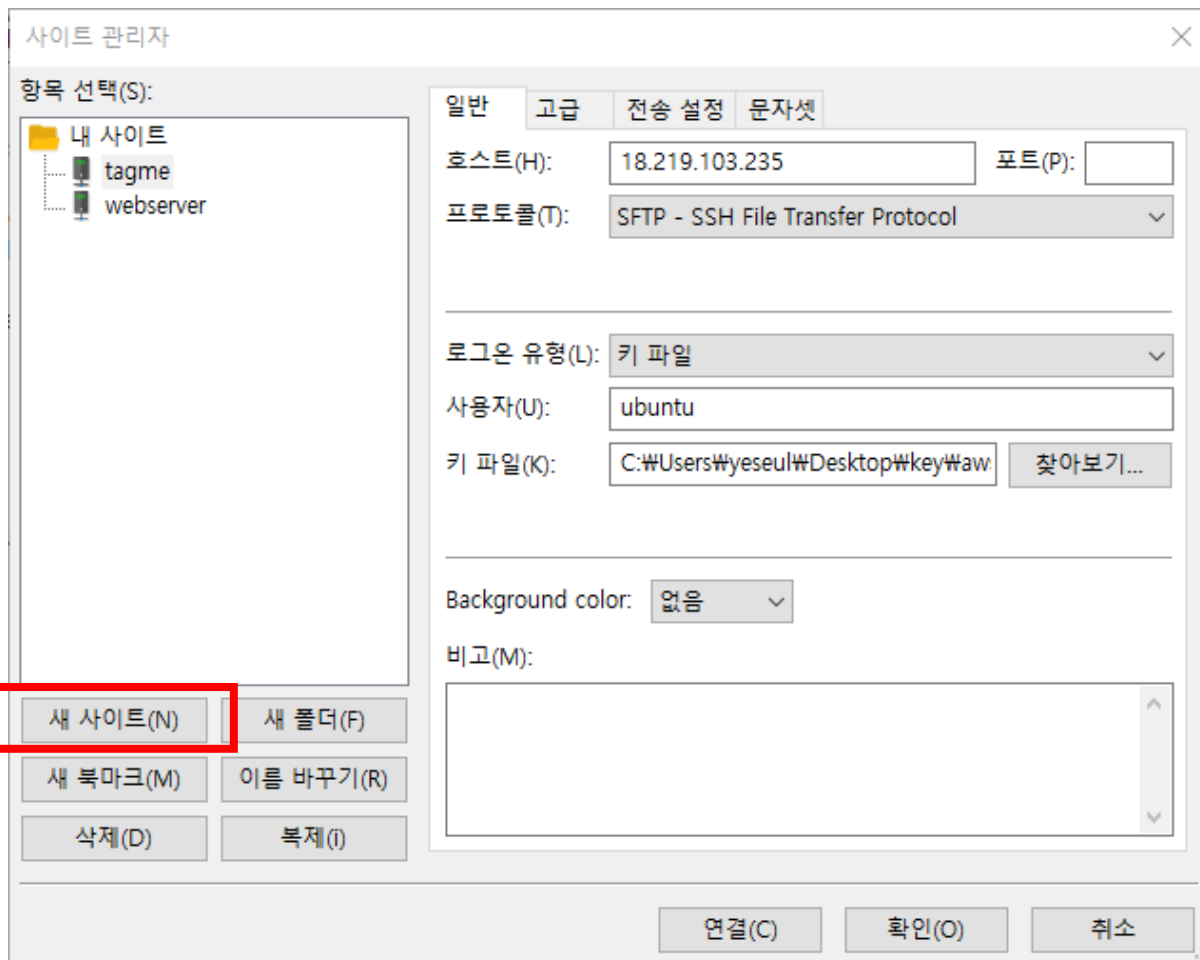 사이트 관리자
항목 선택(S):
내 사이트
tagme
webserver
새 사이트(N)
새 폴더(F)
새 북마크(M)
이름 바꾸기(R)
삭제(D)
복제(i)
일반
고급
전송 설정
문자셋
호스트(H):
18.219.103.235
포트(P):
프로토콜(T):
SFTP - SSH File Transfer Protocol
로그온 유형(L):
키 파일
사용자(U):
ubuntu
키 파일(K):
C:₩Users₩yeseul₩Desktop₩key₩aw
찾아보기...
Background color:
없음
비고(M):
연결(C)
확인(O)
취소